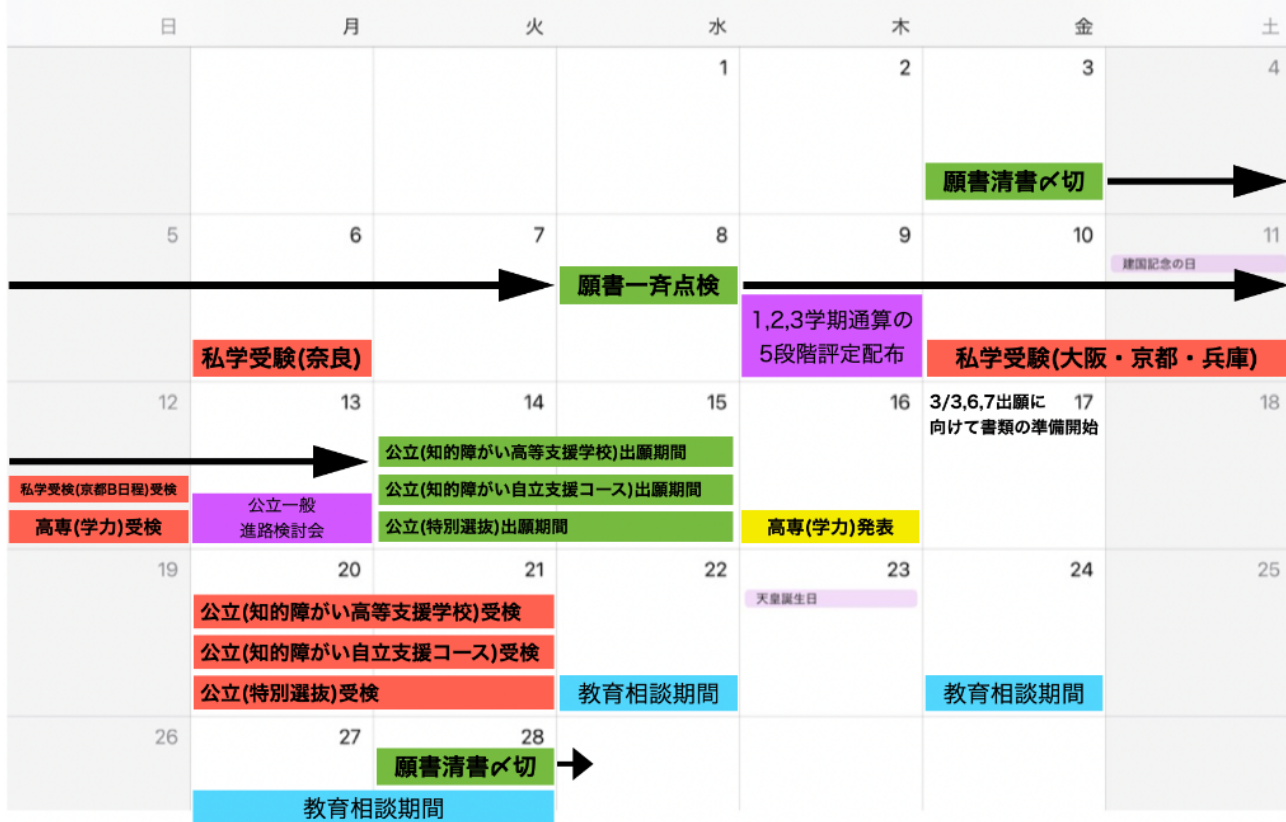 日 月 火 水 木 金 土
1 2 3 4
願書清書〆切
5 6 7 8 9 10 11
建国記念の日
願書一斉点検
1,2,3学期通算の
5段階評定配布
私学受験(奈良)
私学受験(大阪・京都・兵庫)
12 13 14 15 16 17 18
3/3,6,7出願に
向けて書類の準備開始
公立(知的障がい高等支援学校)出願期間
私学受検(京都B日程)受検
公立(知的障がい自立支援コース)出願期間
公立一般
進路検討会
高専(学力)受検
公立(特別選抜)出願期間
高専(学力)発表
19 20 21 22 23 24 25
天皇誕生日
公立(知的障がい高等支援学校)受検
公立(知的障がい自立支援コース)受検
公立(特別選抜)受検
教育相談期間
教育相談期間
26 27 28
願書清書〆切
教育相談期間